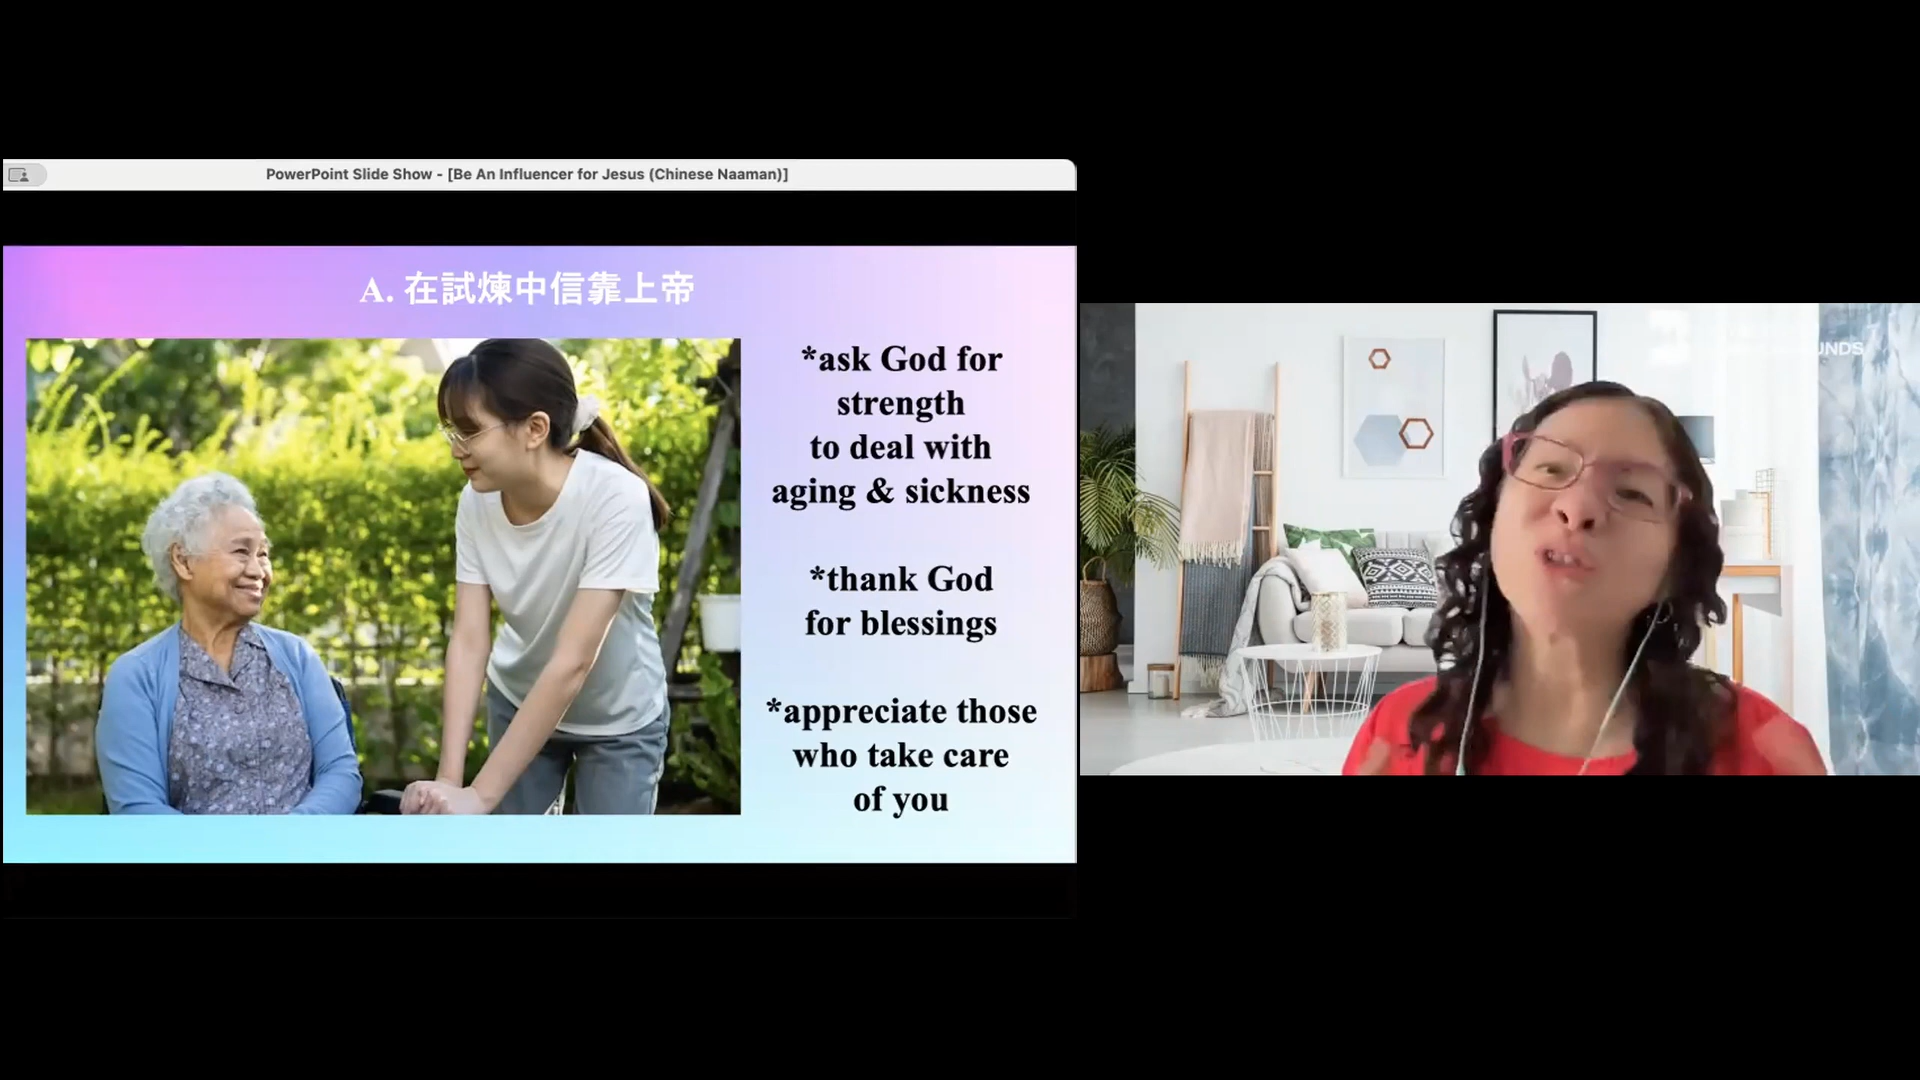 PowerPoint Slide Show - [Be An Influencer for Jesus (Chinese Naaman)]
A. 在試煉中信靠上帝
*ask God for
strength
to deal with
aging & sickness
*thank God
for blessings
*appreciate those
who take care
of you